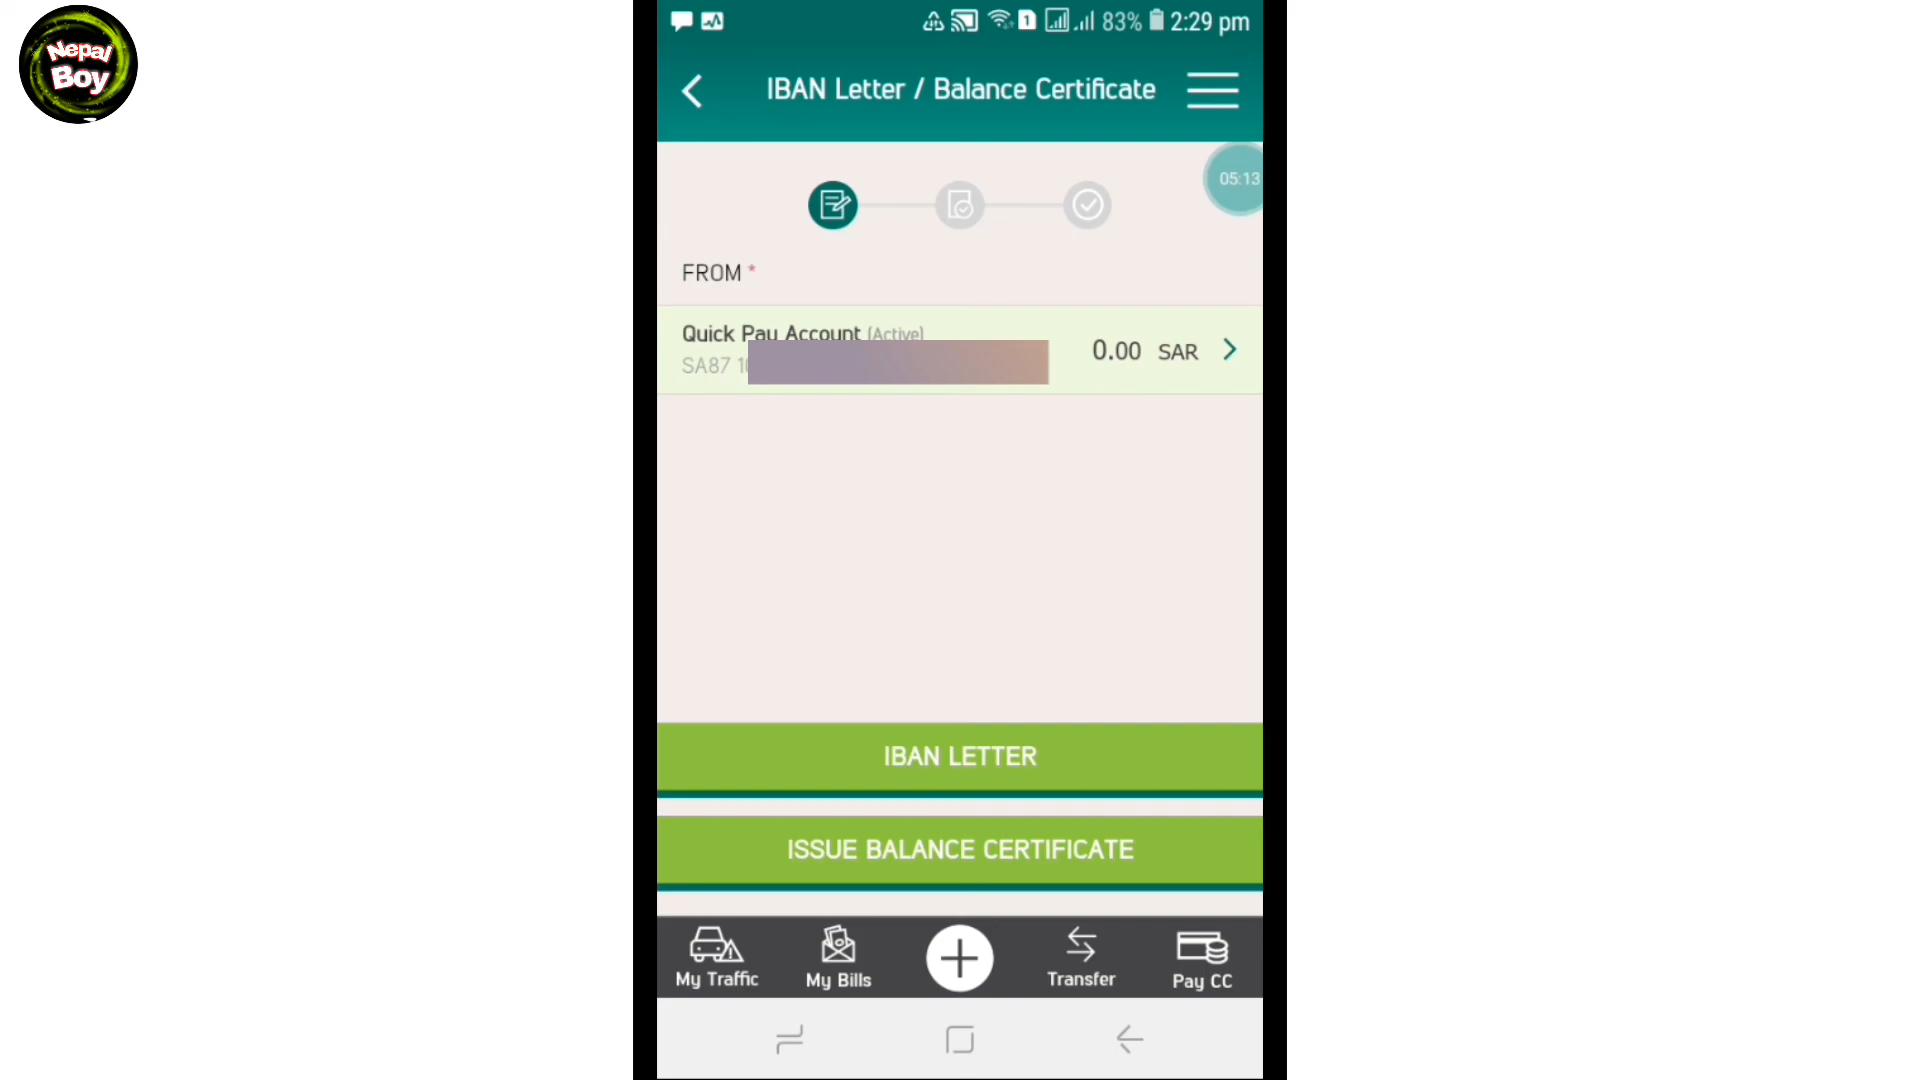 Nepal
Boy
83% 2:29 pm
IBAN Letter / Balance Certificate
05:13
FROM *
Quick Pay Account (Active)
SA87
0.00 SAR
IBAN LETTER
ISSUE BALANCE CERTIFICATE
My Traffic
My Bills
Transfer
Pay CC